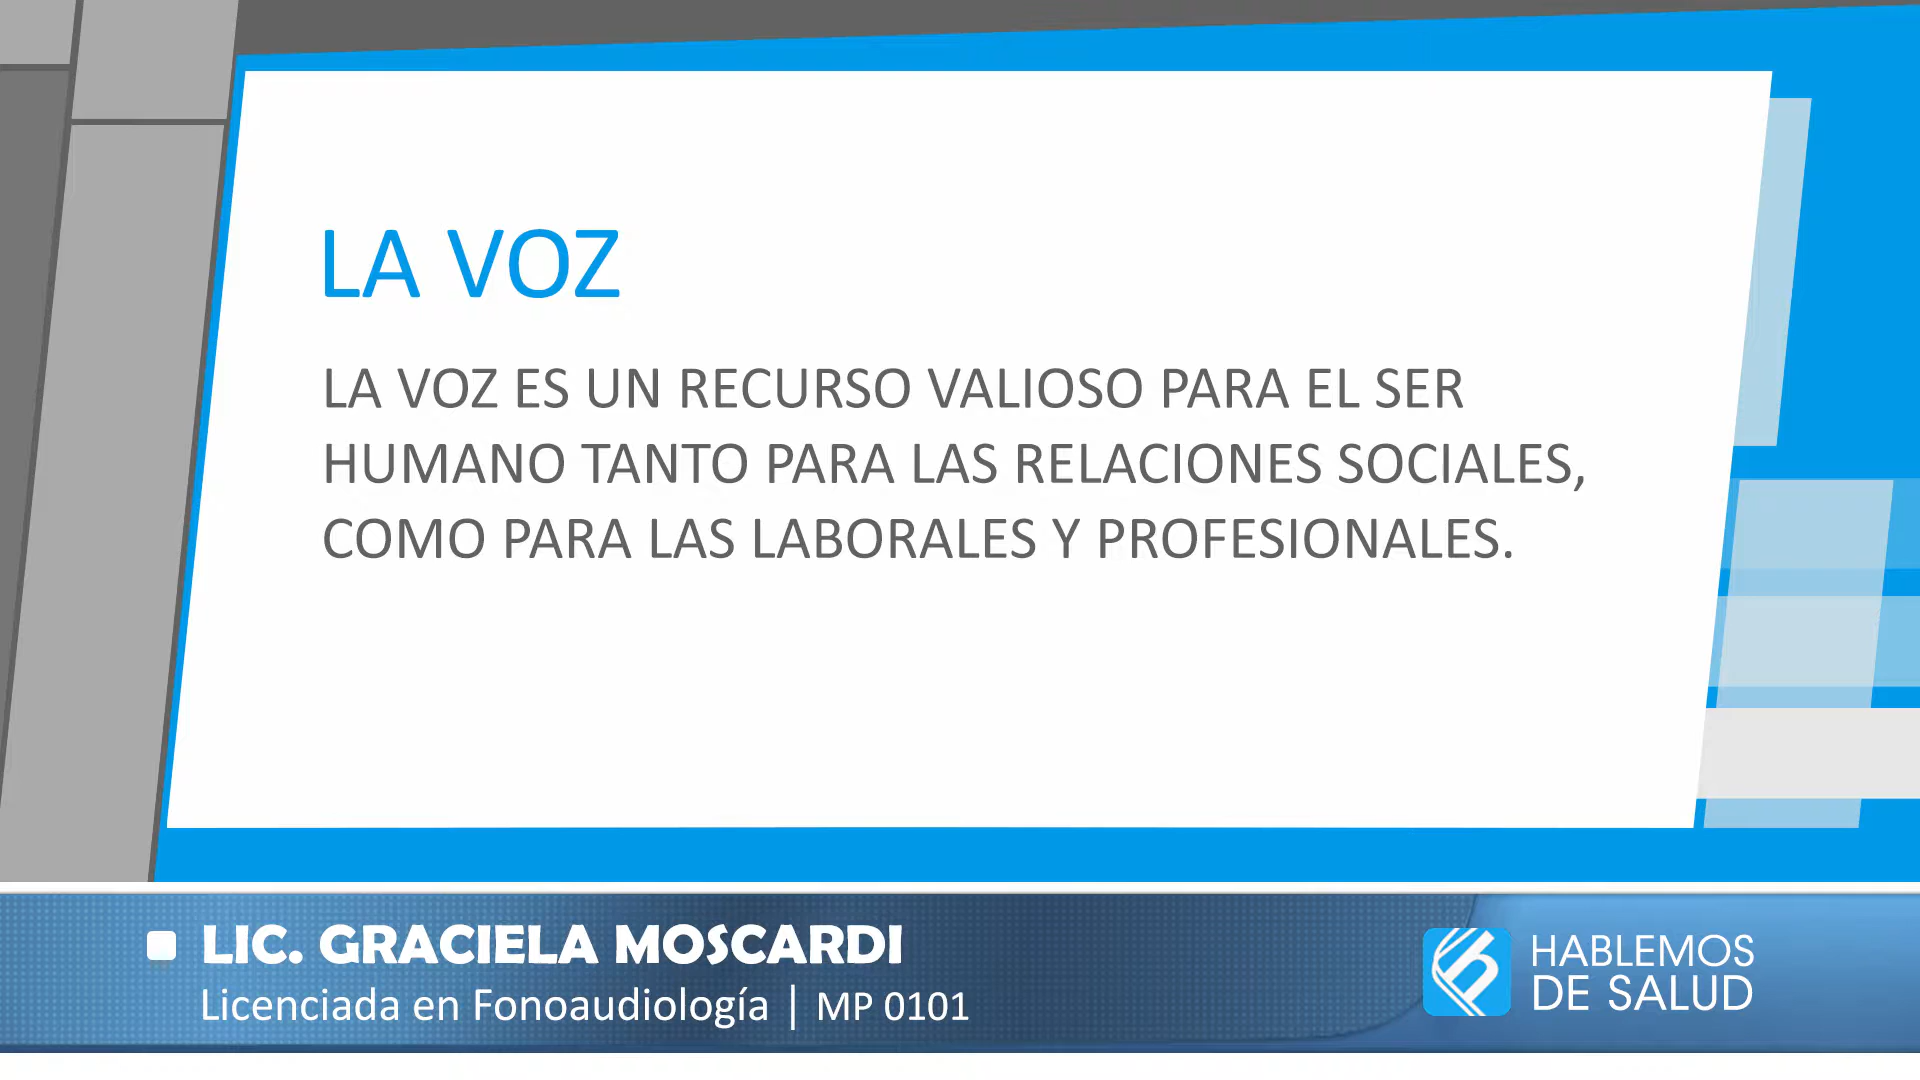 LA VOZ
LA VOZ ES UN RECURSO VALIOSO PARA EL SER
HUMANO TANTO PARA LAS RELACIONES SOCIALES,
COMO PARA LAS LABORALES Y PROFESIONALES.
LIC. GRACIELA MOSCARDI
Licenciada en Fonoaudiología | MP 0101
HABLEMOS
DE SALUD